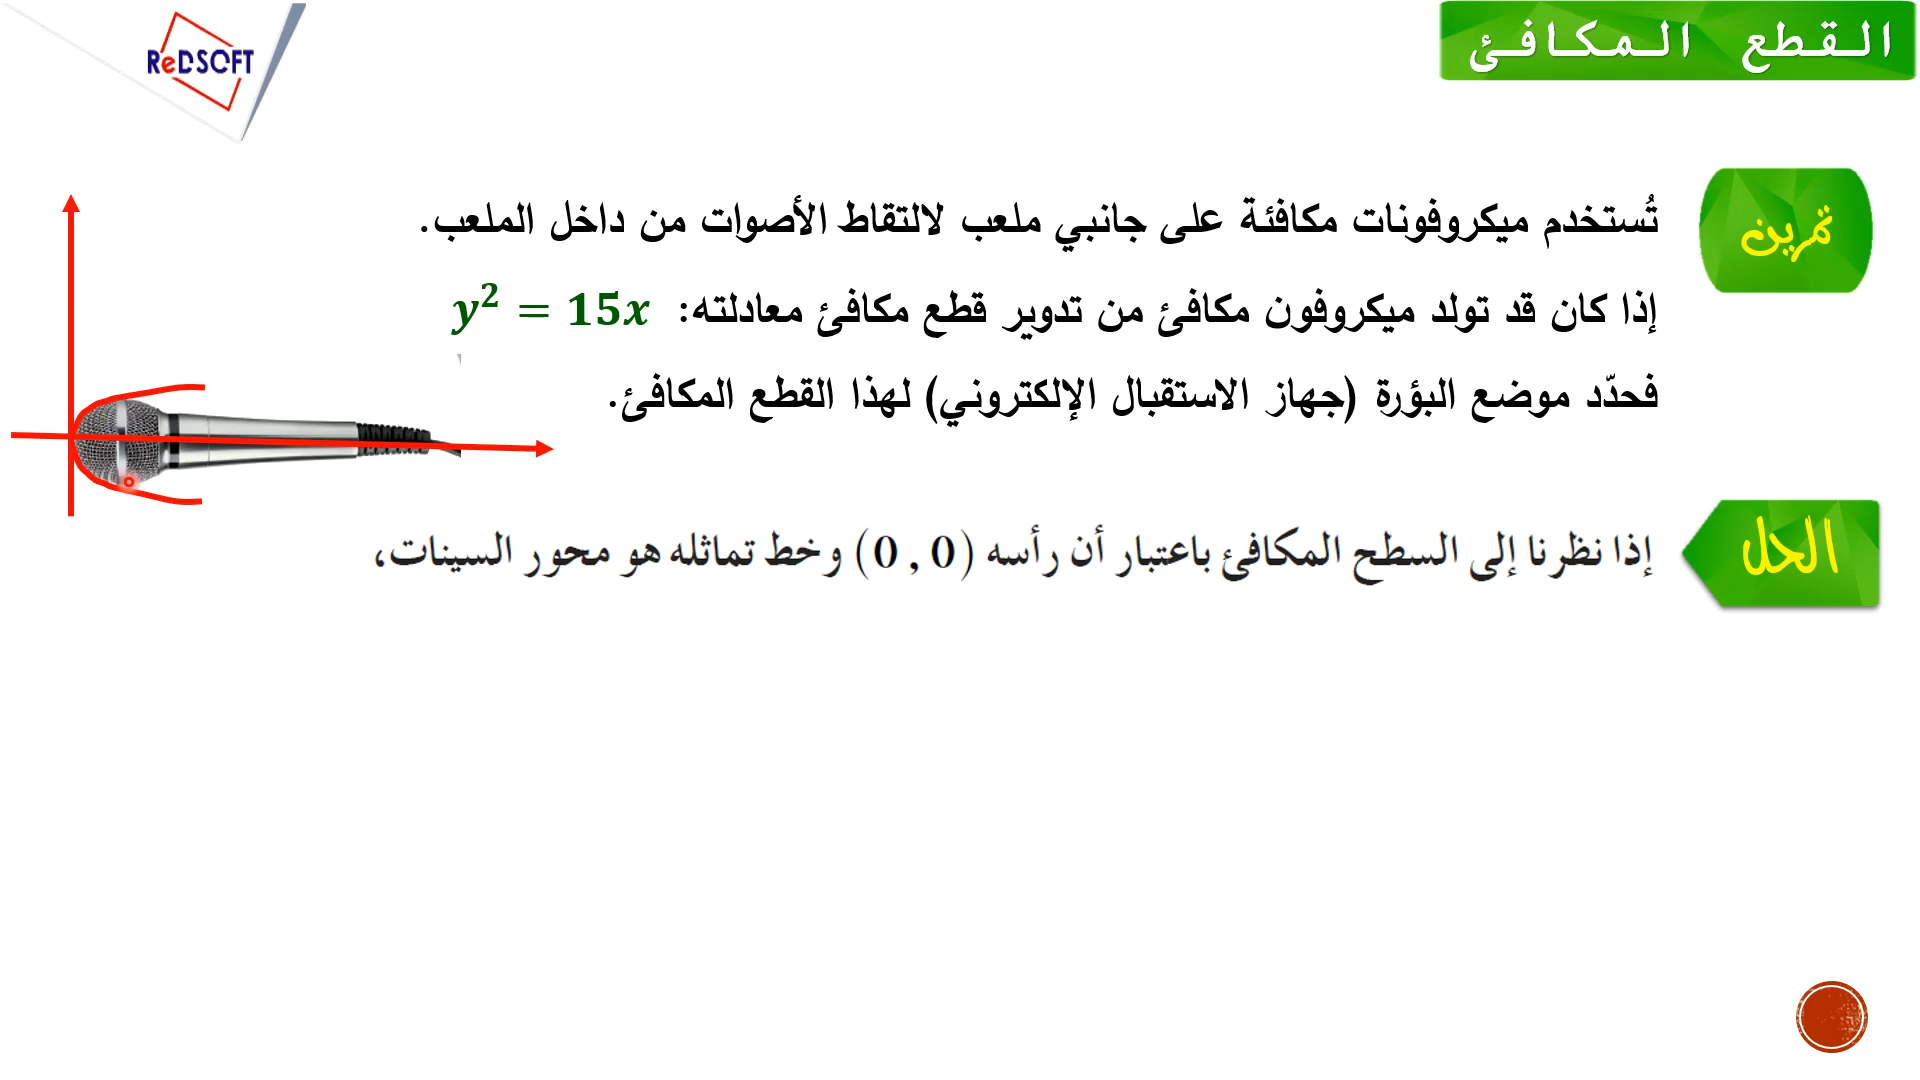 ReDSOFT
القطع المكافئ
تمرين
تُستخدم ميكروفونات مكافئة على جانبي ملعب لالتقاط الأصوات من داخل الملعب.
إذا كان قد تولد ميكروفون مكافئ من تدوير قطع مكافئ معادلته: y² = 15x
فحدّد موضع البؤرة (جهاز الاستقبال الإلكتروني) لهذا القطع المكافئ.
الحل
إذا نظرنا إلى السطح المكافئ باعتبار أن رأسه (0 , 0) وخط تماثله هو محور السينات،